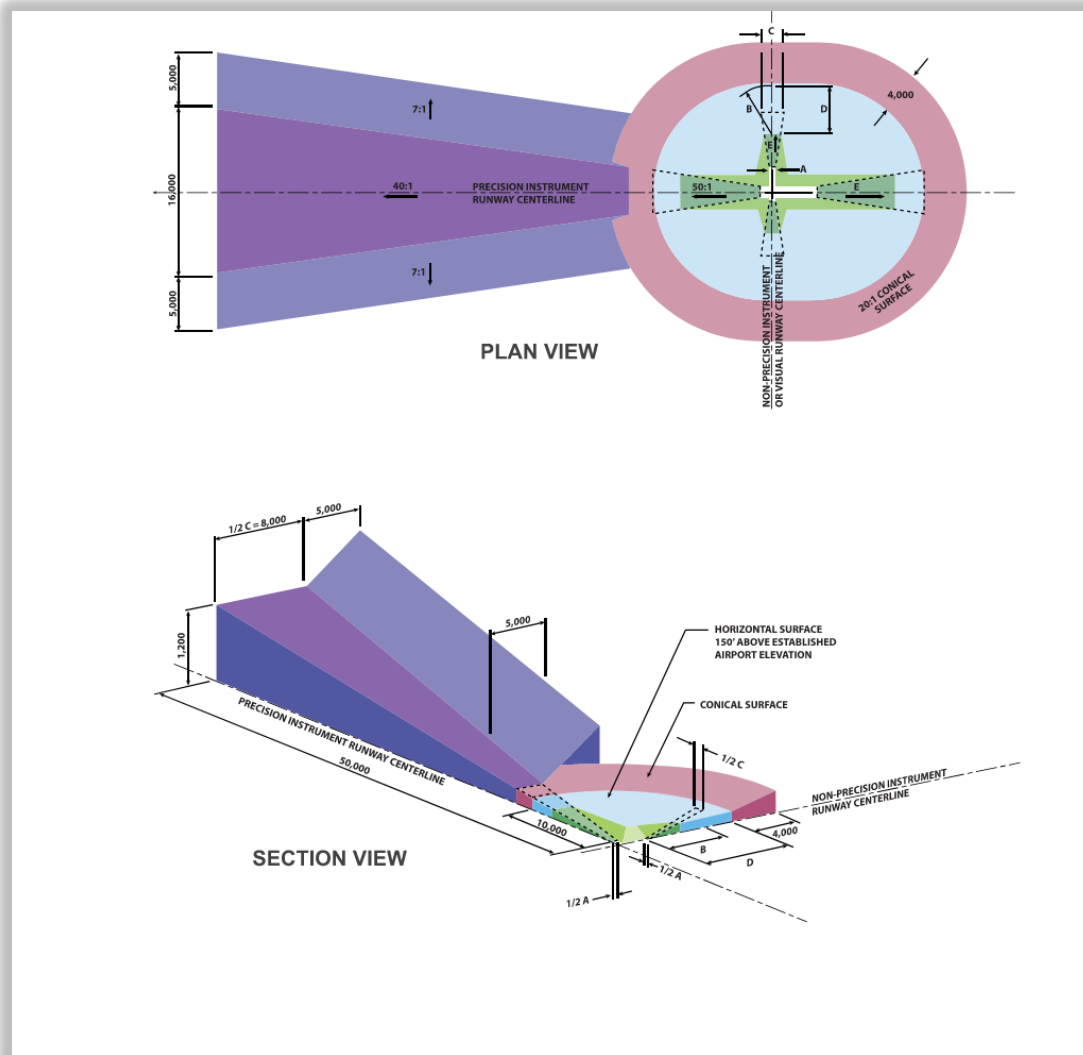 C
5,000
4,000
7:1
B
D
E
A
16,000
40:1
PRECISION INSTRUMENT
RUNWAY CENTERLINE
50:1
E
7:1
5,000
20:1 CONICAL
SURFACE
NON-PRECISION INSTRUMENT
OR VISUAL RUNWAY CENTERLINE
PLAN VIEW
5,000
1/2 C = 8,000
5,000
1,200
HORIZONTAL SURFACE
150' ABOVE ESTABLISHED
AIRPORT ELEVATION
CONICAL SURFACE
PRECISION INSTRUMENT RUNWAY CENTERLINE
50,000
1/2 C
NON-PRECISION INSTRUMENT
RUNWAY CENTERLINE
10,000
4,000
B
D
SECTION VIEW
1/2 A
1/2 A